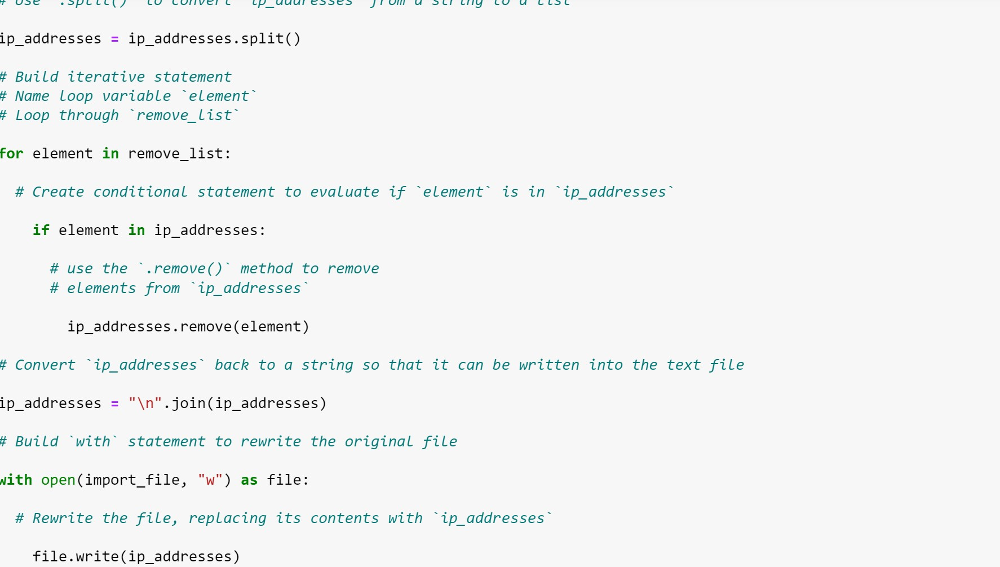 # Use `.split()` to convert `ip_addresses` from a string to a list
ip_addresses = ip_addresses.split()
# Build iterative statement
# Name loop variable `element`
# Loop through `remove_list`
for element in remove_list:
# Create conditional statement to evaluate if `element` is in `ip_addresses`
if element in ip_addresses:
# use the `.remove()` method to remove
# elements from `ip_addresses`
ip_addresses.remove(element)
# Convert `ip_addresses` back to a string so that it can be written into the text file
ip_addresses = "\n".join(ip_addresses)
# Build `with` statement to rewrite the original file
with open(import_file, "w") as file:
# Rewrite the file, replacing its contents with `ip_addresses`
file.write(ip_addresses)